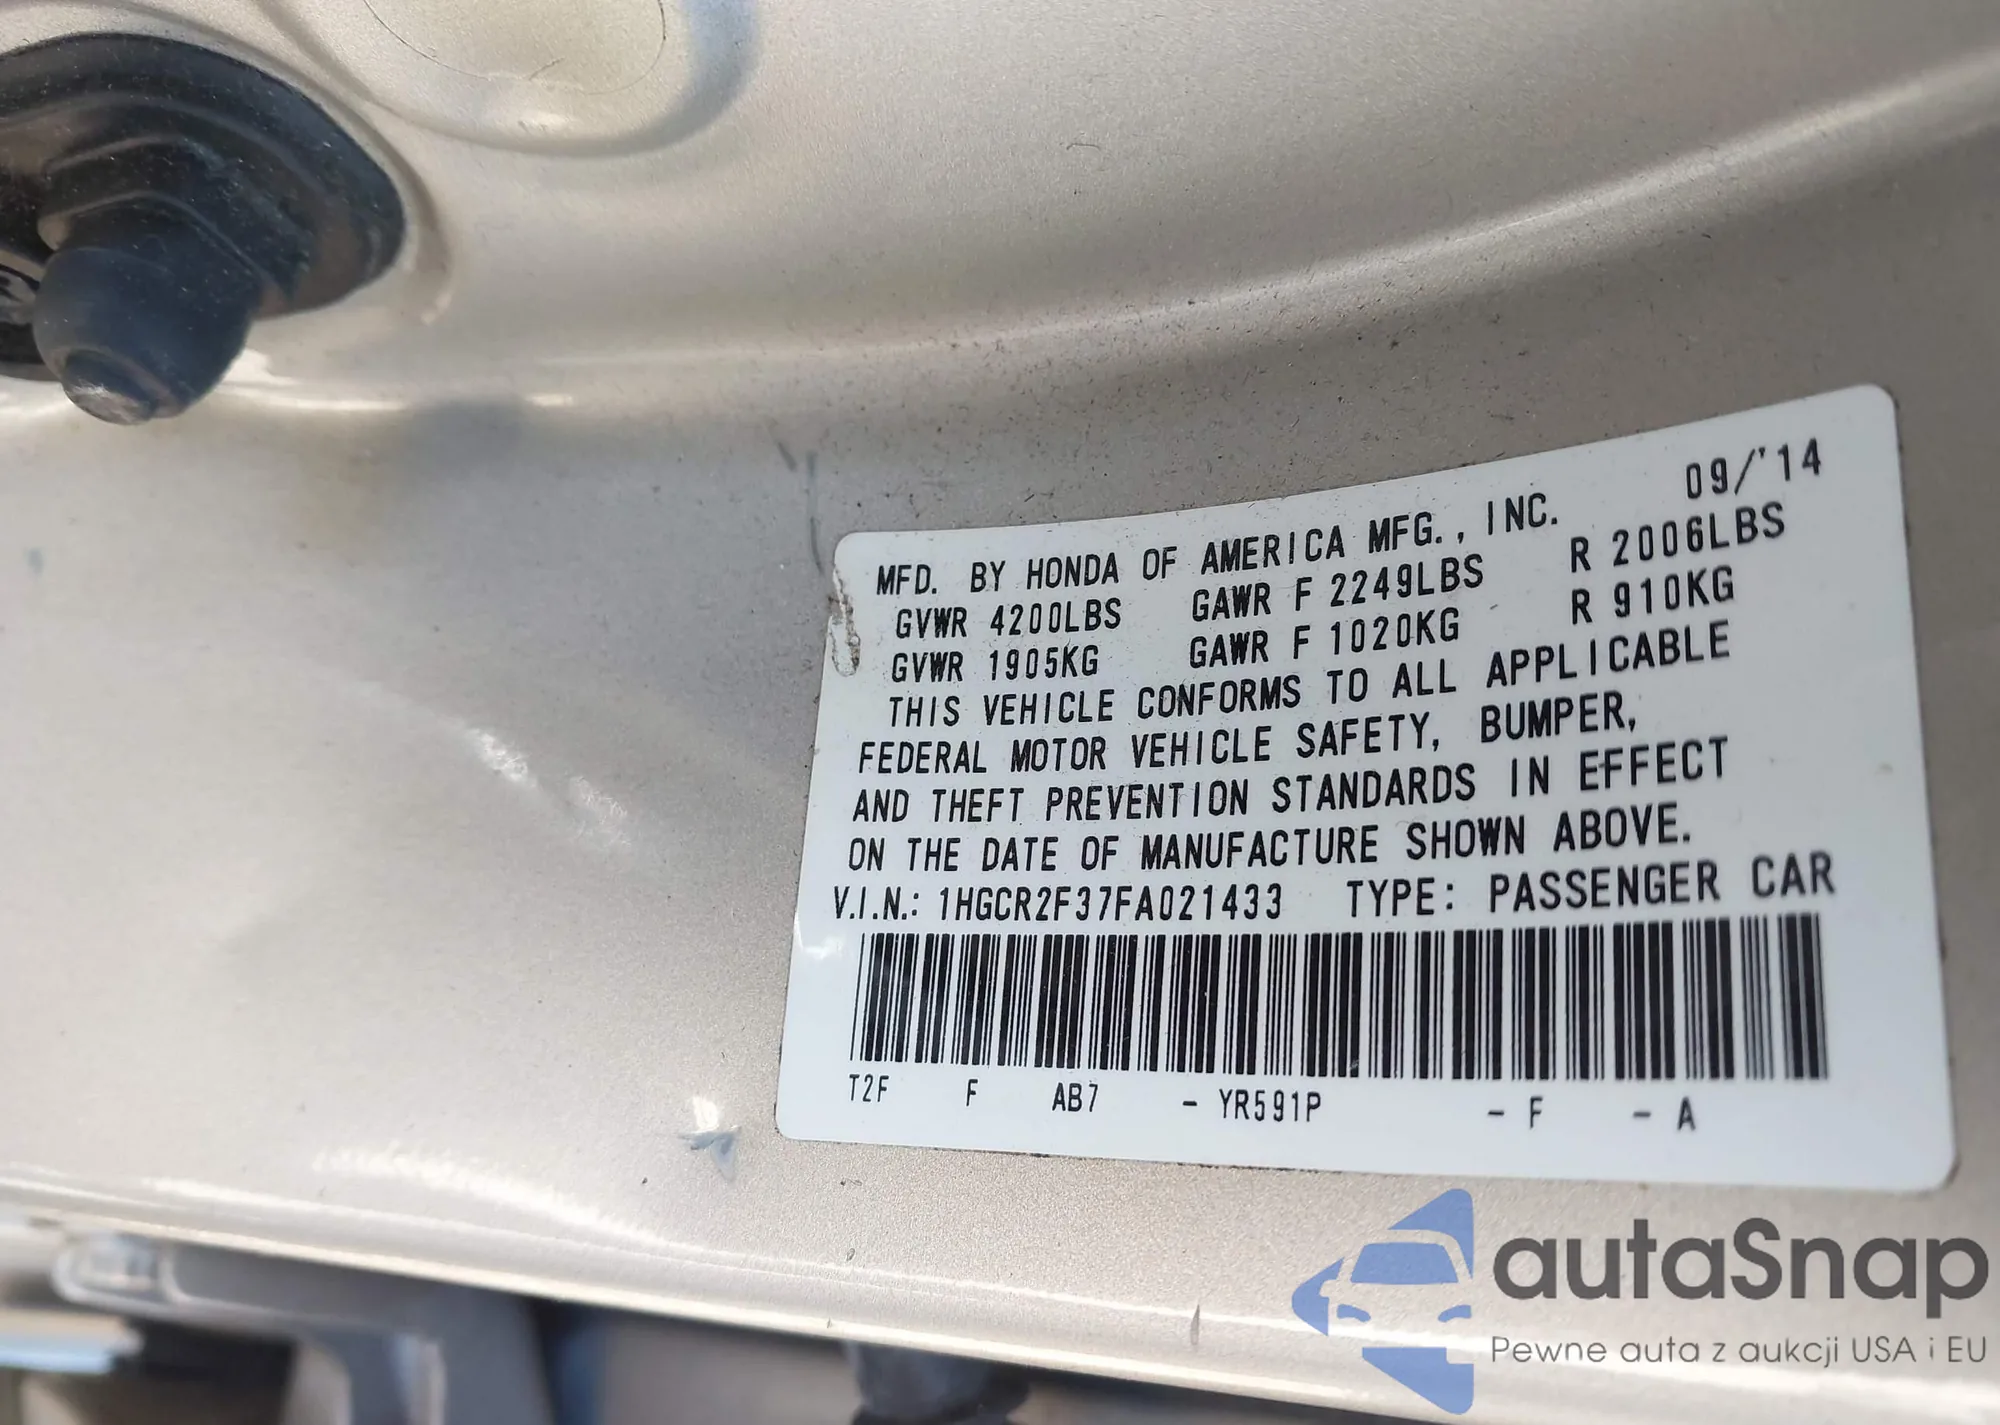 09/'14
MFD. BY HONDA OF AMERICA MFG., INC.
GVWR 4200LBS GAWR F 2249LBS R 2006LBS
GVWR 1905KG GAWR F 1020KG R 910KG
THIS VEHICLE CONFORMS TO ALL APPLICABLE
FEDERAL MOTOR VEHICLE SAFETY, BUMPER,
AND THEFT PREVENTION STANDARDS IN EFFECT
ON THE DATE OF MANUFACTURE SHOWN ABOVE.
V.I.N.: 1HGCR2F37FA021433 TYPE: PASSENGER CAR
T2F F AB7 - YR591P - F - A
autaSnap
Pewne auta z aukcji USA i EU